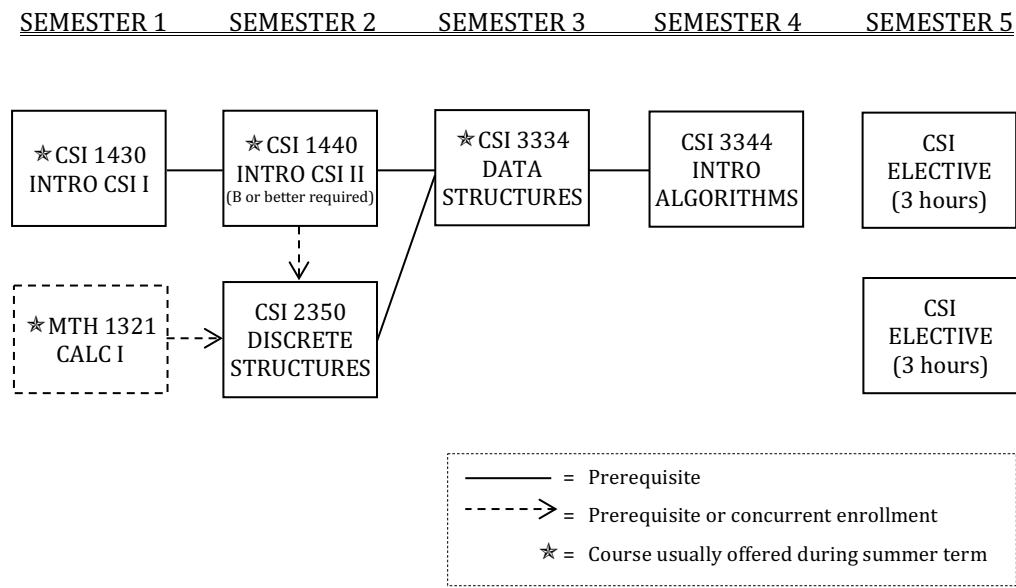 SEMESTER 1 SEMESTER 2 SEMESTER 3 SEMESTER 4 SEMESTER 5
✯CSI 1430
INTRO CSI I
✯CSI 1440
INTRO CSI II
(B or better required)
✯CSI 3334
DATA
STRUCTURES
CSI 3344
INTRO
ALGORITHMS
CSI
ELECTIVE
(3 hours)
✯MTH 1321
CALC I
CSI 2350
DISCRETE
STRUCTURES
CSI
ELECTIVE
(3 hours)
= Prerequisite
= Prerequisite or concurrent enrollment
✯ = Course usually offered during summer term